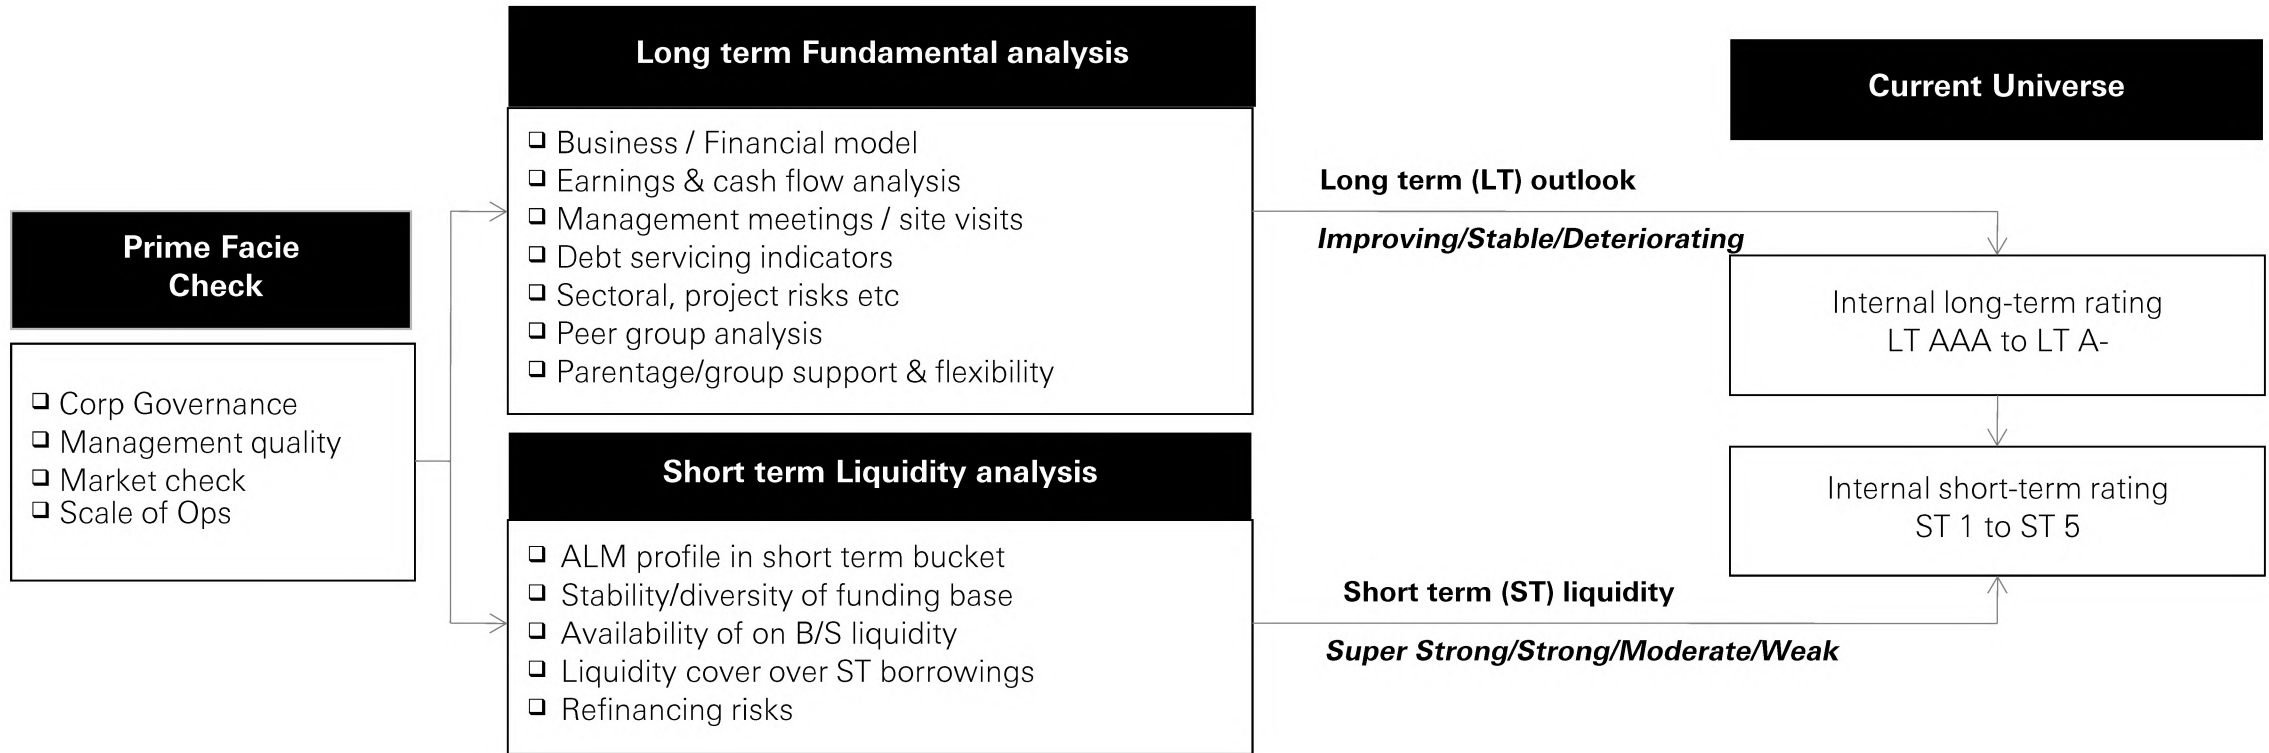 Prime Facie
Check
❑ Corp Governance
❑ Management quality
❑ Market check
❑ Scale of Ops
Long term Fundamental analysis
❑ Business / Financial model
❑ Earnings & cash flow analysis
❑ Management meetings / site visits
❑ Debt servicing indicators
❑ Sectoral, project risks etc
❑ Peer group analysis
❑ Parentage/group support & flexibility
Short term Liquidity analysis
❑ ALM profile in short term bucket
❑ Stability/diversity of funding base
❑ Availability of on B/S liquidity
❑ Liquidity cover over ST borrowings
❑ Refinancing risks
Long term (LT) outlook
Improving/Stable/Deteriorating
Short term (ST) liquidity
Super Strong/Strong/Moderate/Weak
Current Universe
Internal long-term rating
LT AAA to LT A-
Internal short-term rating
ST 1 to ST 5